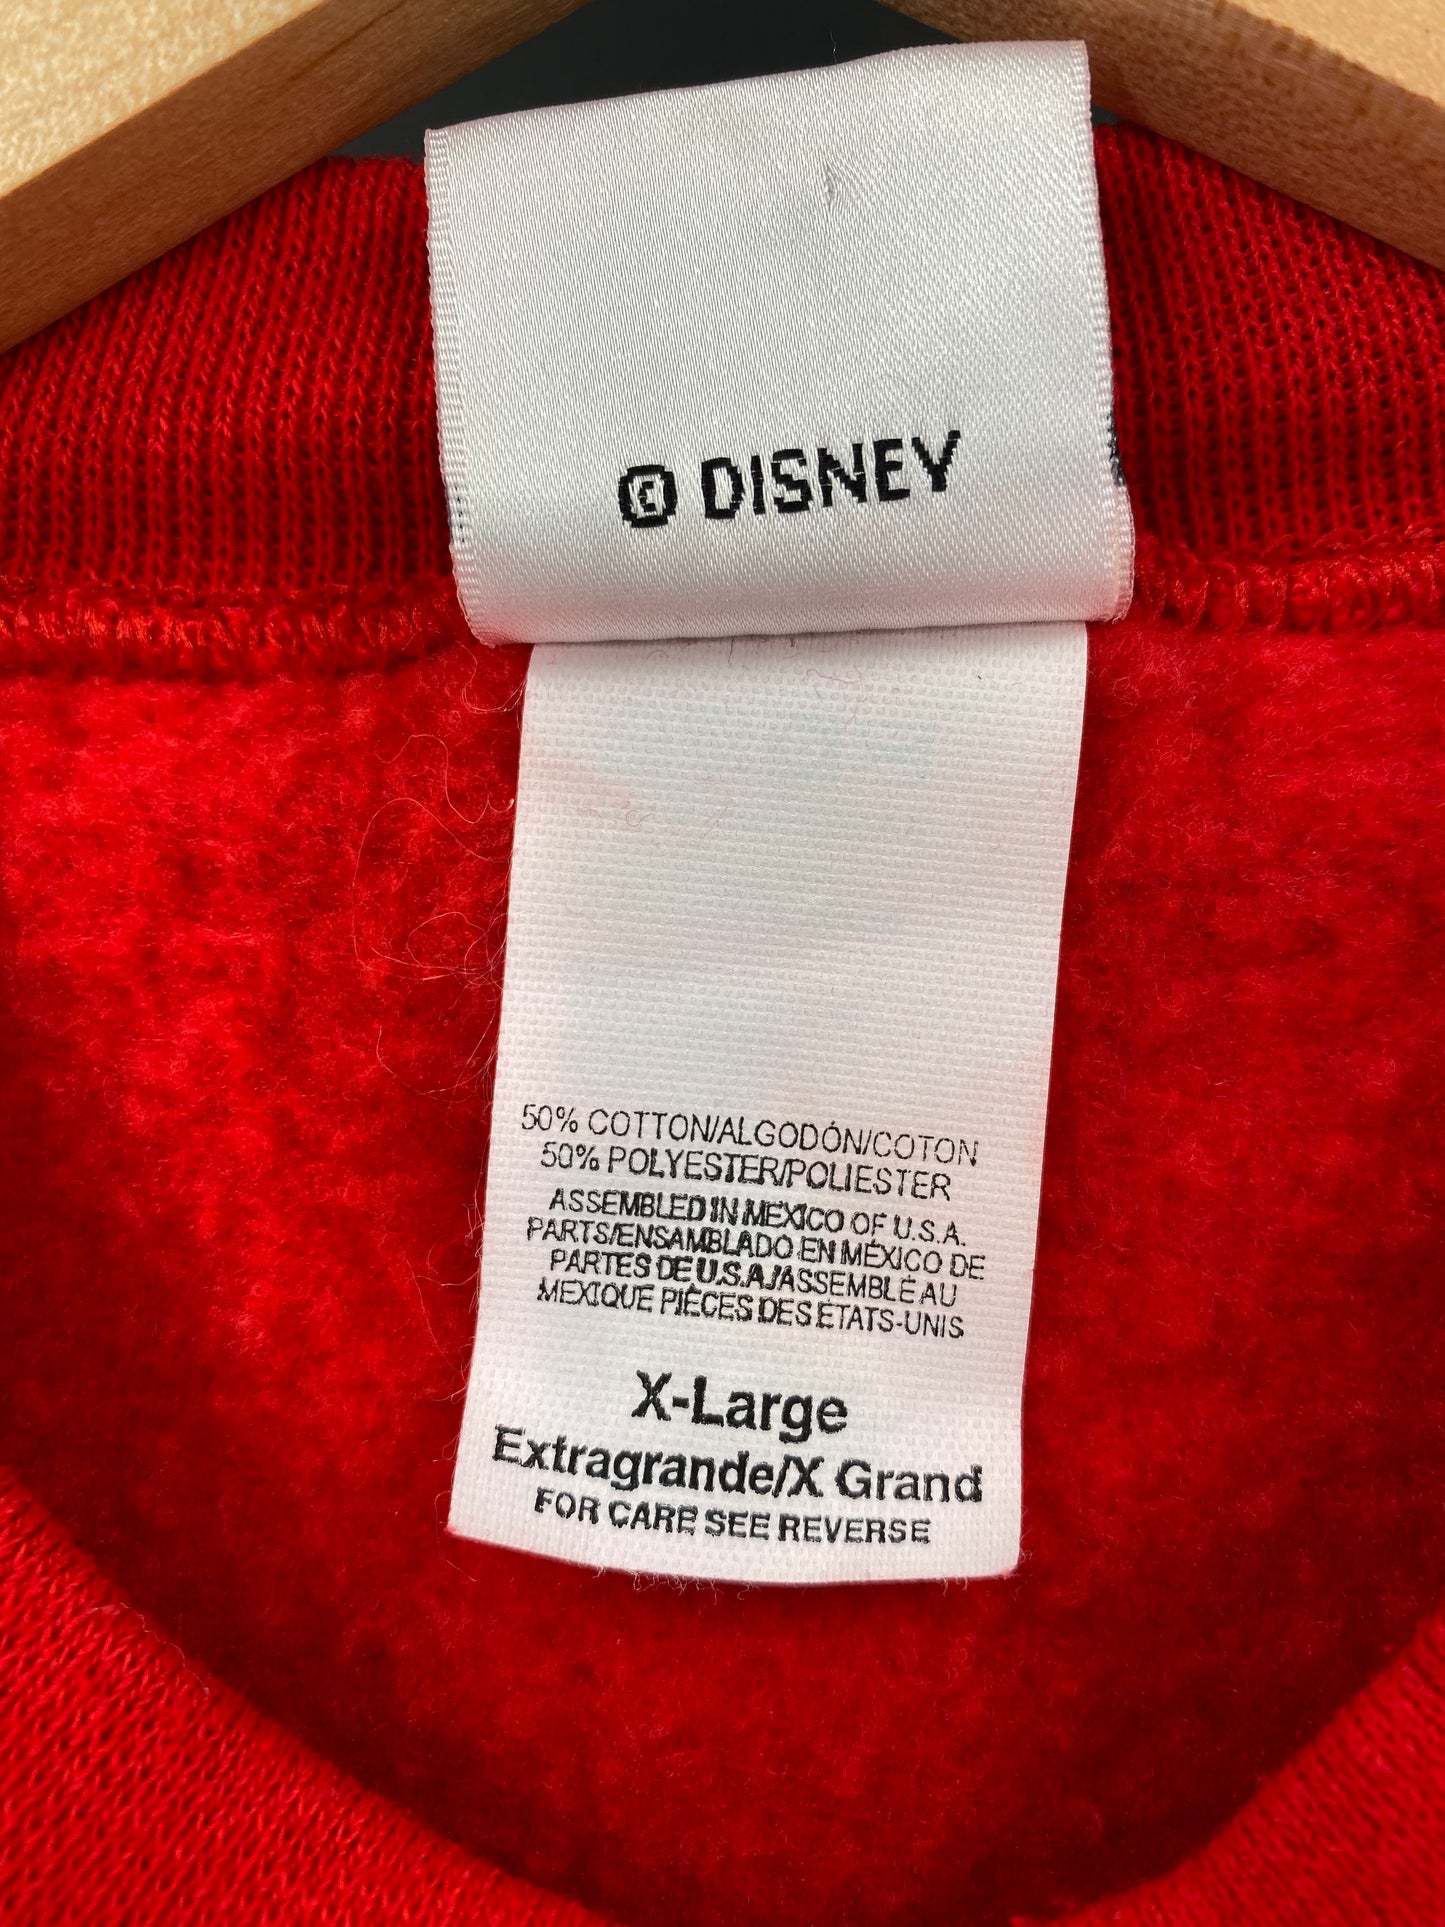 © DISNEY
50% COTTON/ALGODÓN/COTON
50% POLYESTER/POLIESTER
ASSEMBLED IN MEXICO OF U.S.A.
PARTS/ENSAMBLADO EN MÉXICO DE
PARTES DE U.S.A./ASSEMBLÉ AU
MEXIQUE PIÈCES DES ÉTATS-UNIS
X-Large
Extragrande/X Grand
FOR CARE SEE REVERSE